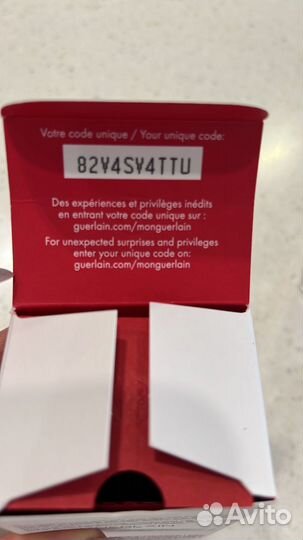 Votre code unique / Your unique code:
82V4SV4TTU
Des expériences et privilèges inédits
en entrant votre code unique sur :
guerlain.com/monguerlain
For unexpected surprises and privileges
enter your unique code on:
guerlain.com/monguerlain
Avito